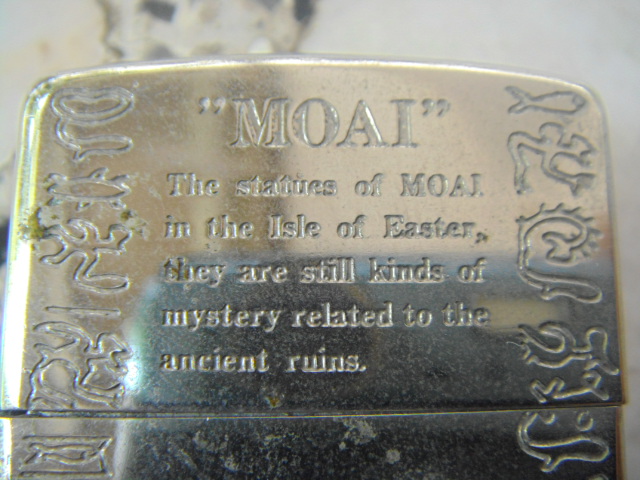 ”MOAI”
The statues of MOAI
in the Isle of Easter,
they are still kinds of
mystery related to the
ancient ruins.